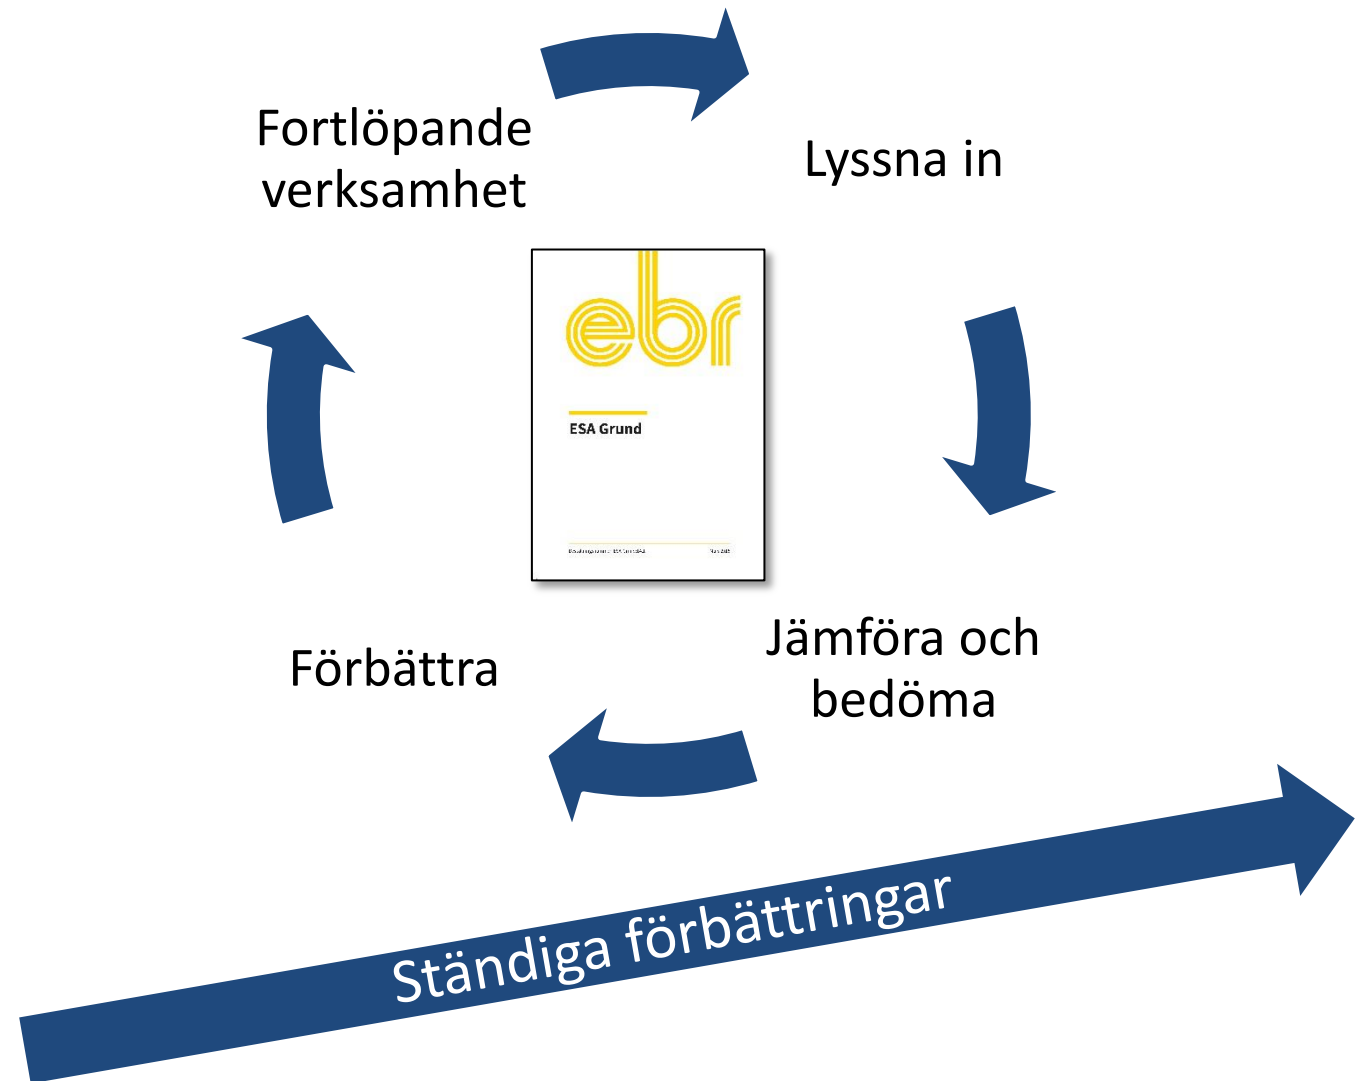 Fortlöpande
verksamhet
Lyssna in
ebr
ESA Grund
Förbättra
Jämföra och
bedöma
Ständiga förbättringar